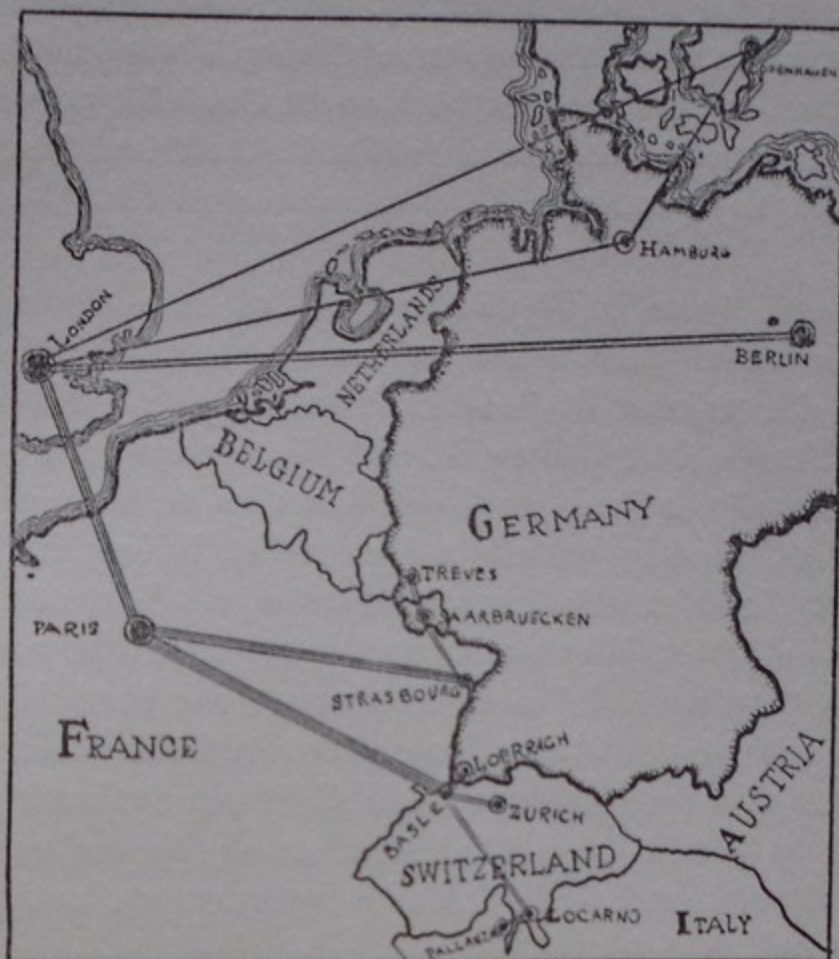 COPENHAGEN
HAMBURG
LONDON
BERLIN
NETHERLANDS
BELGIUM
GERMANY
TREVES
SAARBRUECKEN
PARIS
STRASBOURG
FRANCE
LOERRACH
BASLE
ZURICH
AUSTRIA
SWITZERLAND
LOCARNO
ITALY
PALLANZA